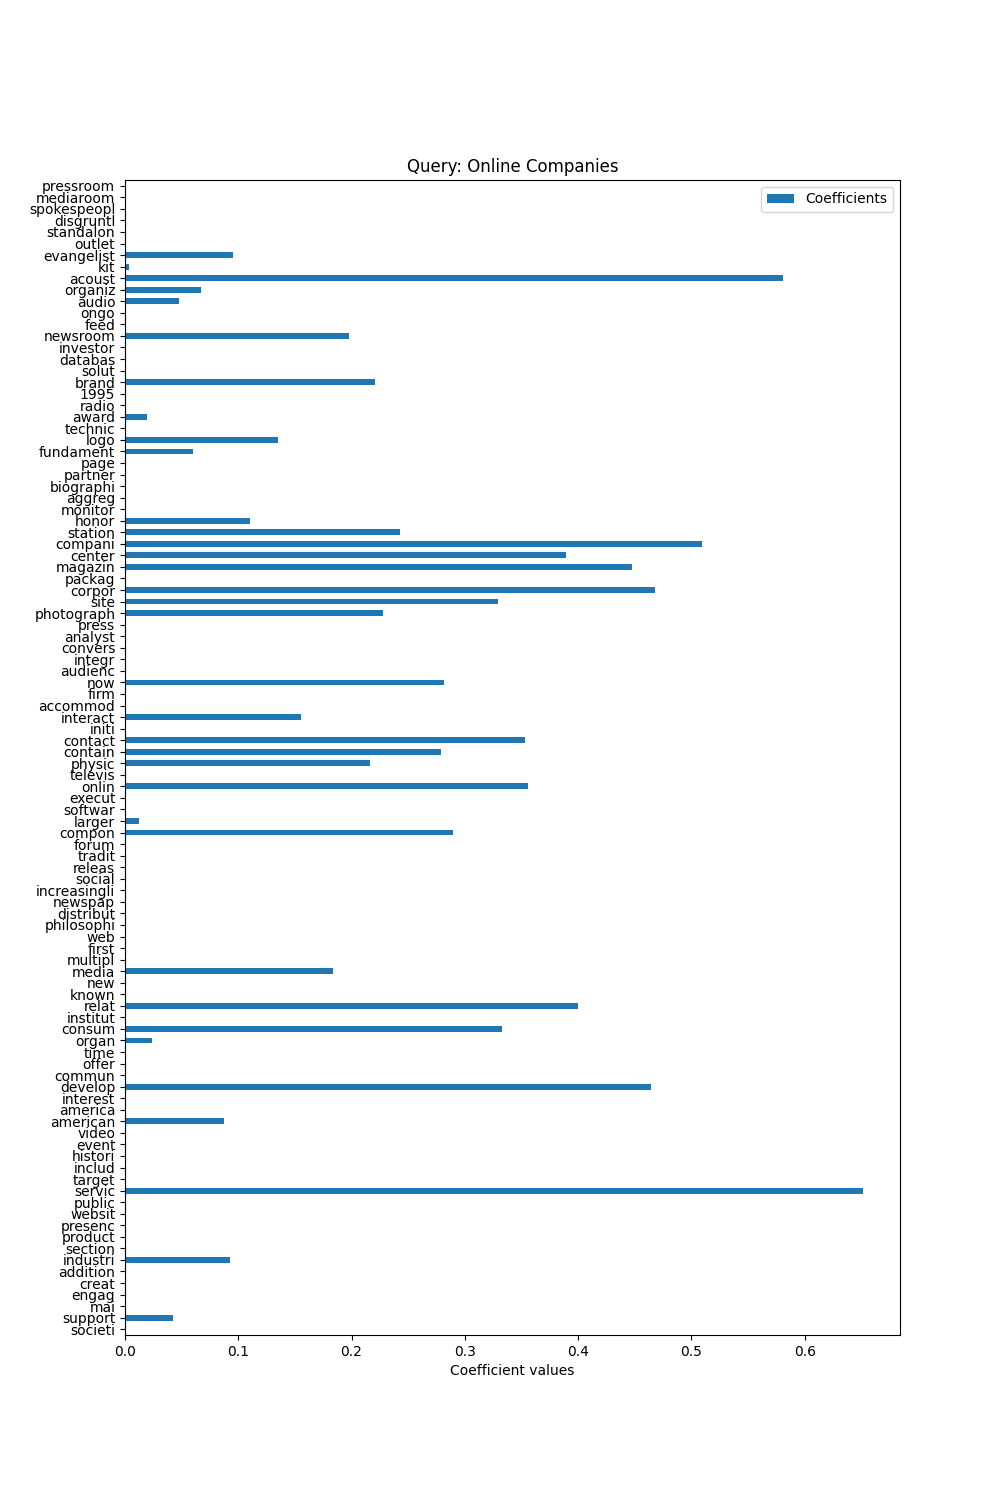 Query: Online Companies
Coefficients
pressroom
mediaroom
spokespeopl
disgruntl
standalon
outlet
evangelist
kit
acoust
organiz
audio
ongo
feed
newsroom
investor
databas
solut
brand
1995
radio
award
technic
logo
fundament
page
partner
biographi
aggreg
monitor
honor
station
compani
center
magazin
packag
corpor
site
photograph
press
analyst
convers
integr
audienc
now
firm
accommod
interact
initi
contact
contain
physic
televis
onlin
execut
softwar
larger
compon
forum
tradit
releas
social
increasingli
newspap
distribut
philosophi
web
first
multipl
media
new
known
relat
institut
consum
organ
time
offer
commun
develop
interest
america
american
video
event
histori
includ
target
servic
public
websit
presenc
product
section
industri
addition
creat
engag
mai
support
societi
0.0 0.1 0.2 0.3 0.4 0.5 0.6
Coefficient values